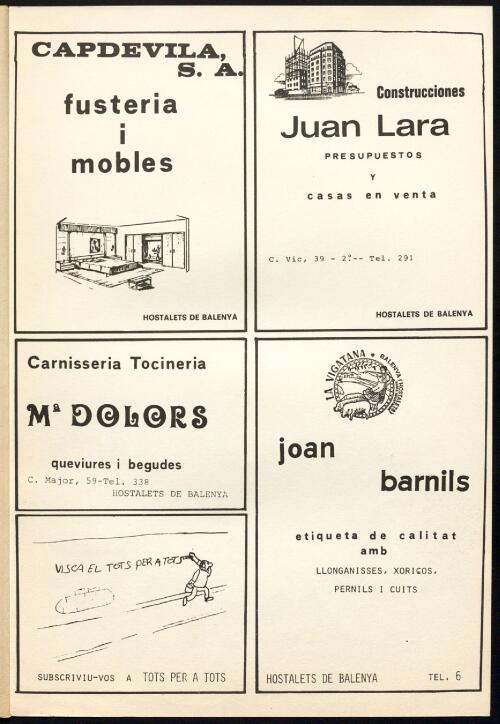 CAPDEVILA,
S. A.
fusteria
i
mobles
HOSTALETS DE BALENYA
Construcciones
Juan Lara
PRESUPUESTOS
Y
casas en venta
C. Vic, 39 - 2º-- Tel. 291
HOSTALETS DE BALENYA
Carnisseria Tocineria
Mª DOLORS
queviures i begudes
C. Major, 59-Tel. 338
HOSTALETS DE BALENYA
VISCA EL TOTS PER A TOTS
SUBSCRIVIU-VOS A TOTS PER A TOTS
LA VIGATANA • BALENYA (HOSTALETS)
joan
barnils
etiqueta de calitat
amb
LLONGANISSES, XORIÇOS,
PERNILS I CUITS
HOSTALETS DE BALENYA TEL. 6